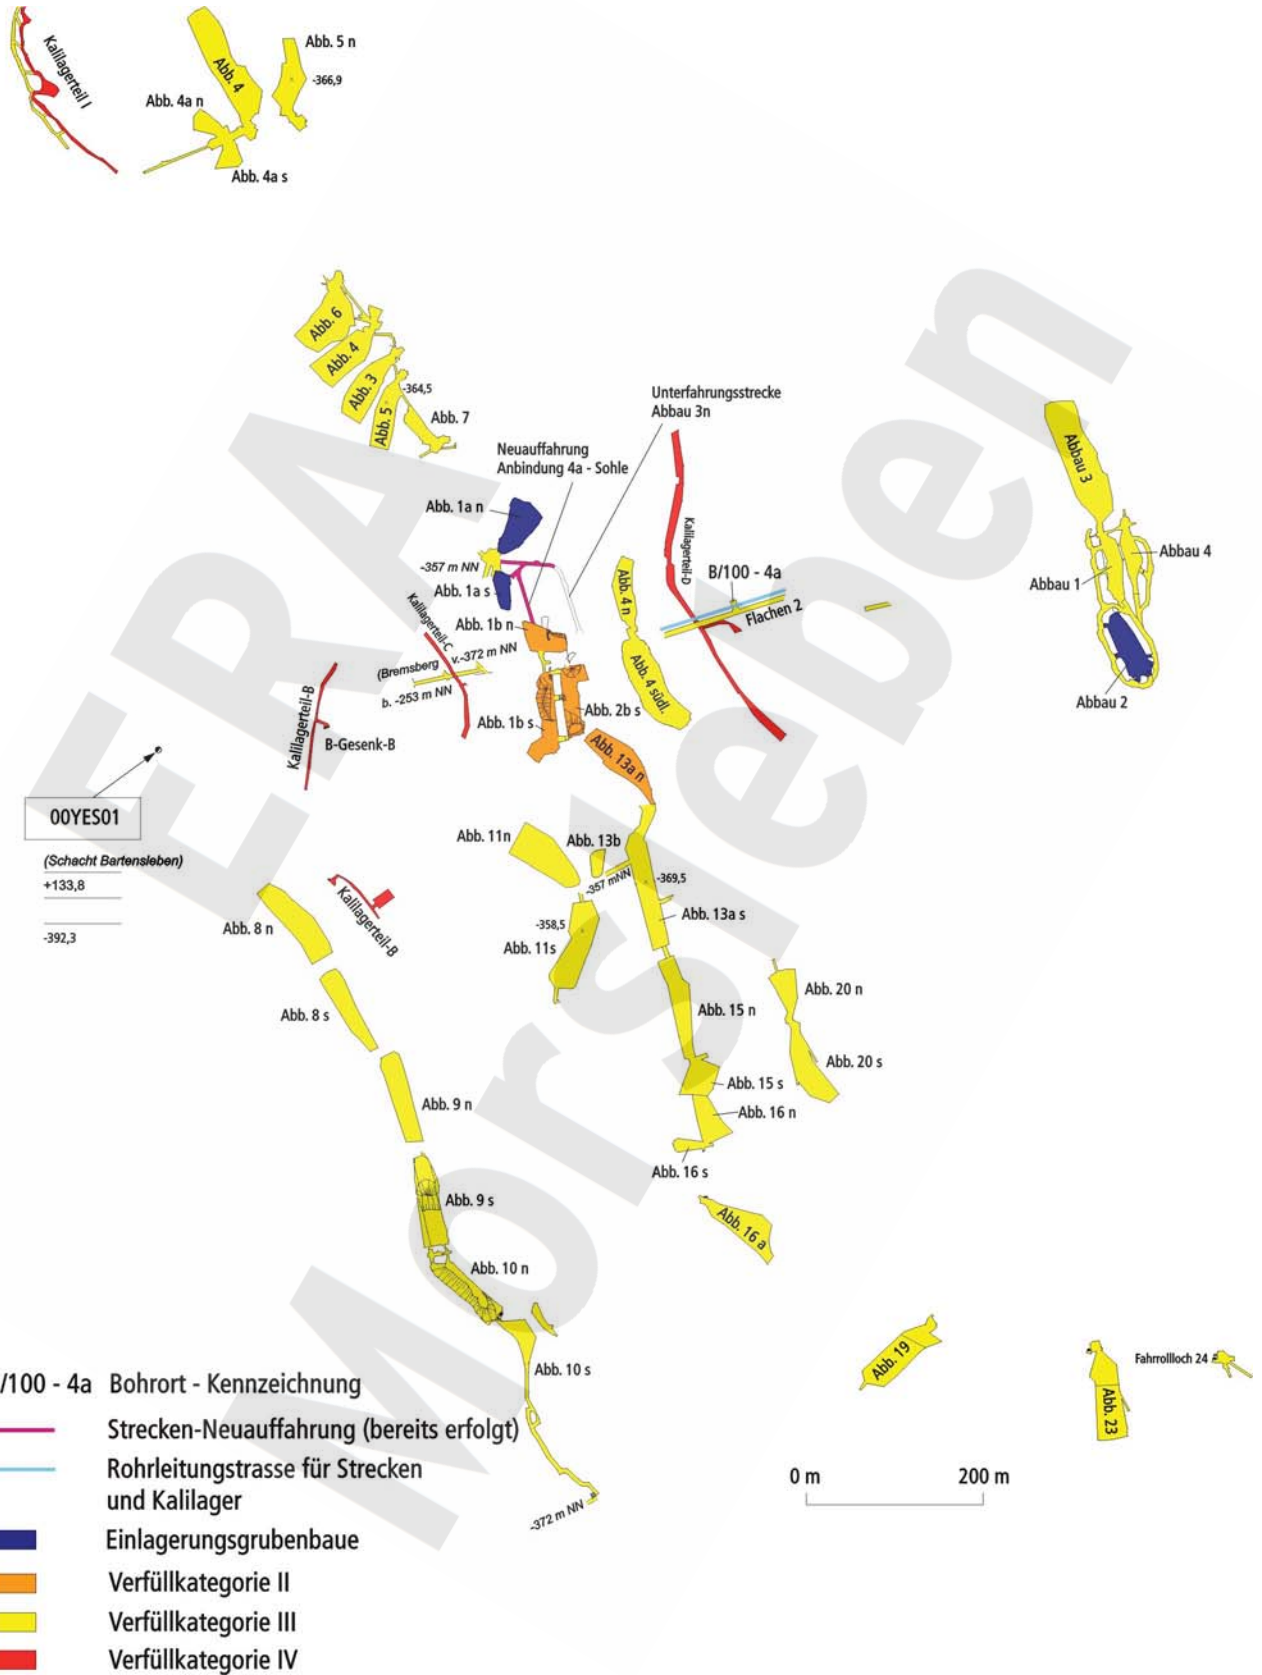 Kalilagerteil I
Abb. 4
Abb. 5 n
-366,9
Abb. 4a n
Abb. 4a s
Abb. 6
Abb. 4
Abb. 3
Abb. 5
-364,5
Abb. 7
Unterfahrungsstrecke
Abbau 3n
Neuauffahrung
Anbindung 4a - Sohle
Abb. 1a n
-357 m NN
Abb. 1a s
Kalilagerteil-C
Abb. 1b n
(Bremsberg
v.-372 m NN
b. -253 m NN
Abb. 1b s
Abb. 2b s
Abb. 4 n
Abb. 4 südl.
Kalilagerteil-D
B/100 - 4a
Flachen 2
Abbau 3
Abbau 4
Abbau 1
Abbau 2
Kalilagerteil-B
B-Gesenk-B
Abb. 13a n
00YES01
(Schacht Bartensleben)
+133,8
-392,3
Abb. 11n
Abb. 13b
-357 mNN
-369,5
Abb. 13a s
Kalilagerteil-B
Abb. 8 n
-358,5
Abb. 11s
Abb. 8 s
Abb. 15 n
Abb. 20 n
Abb. 20 s
Abb. 15 s
Abb. 9 n
Abb. 16 n
Abb. 16 s
Abb. 9 s
Abb. 16 a
Abb. 10 n
Abb. 10 s
Abb. 19
Abb. 23
Fahrrollloch 24
-372 m NN
0 m 200 m
/100 - 4a Bohrort - Kennzeichnung
Strecken-Neuauffahrung (bereits erfolgt)
Rohrleitungstrasse für Strecken
und Kalilager
Einlagerungsgrubenbaue
Verfüllkategorie II
Verfüllkategorie III
Verfüllkategorie IV
ERA
Morsleben